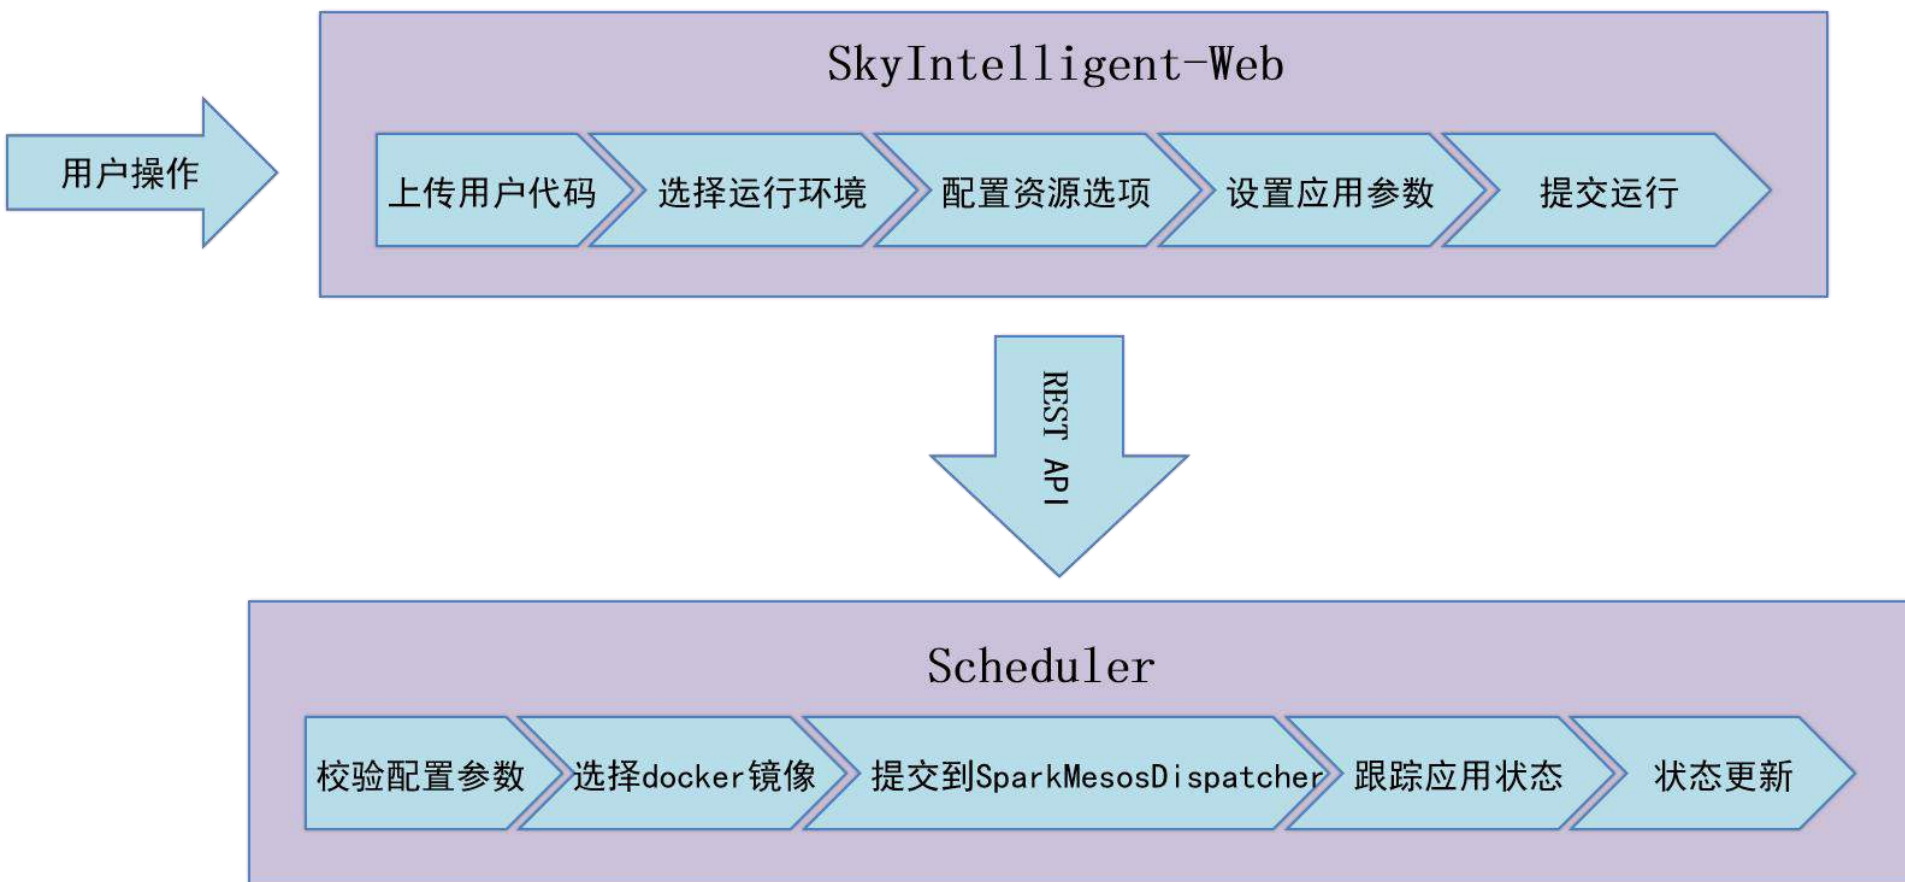 SkyIntelligent-Web
用户操作
上传用户代码
选择运行环境
配置资源选项
设置应用参数
提交运行
REST API
Scheduler
校验配置参数
选择docker镜像
提交到SparkMesosDispatcher
跟踪应用状态
状态更新